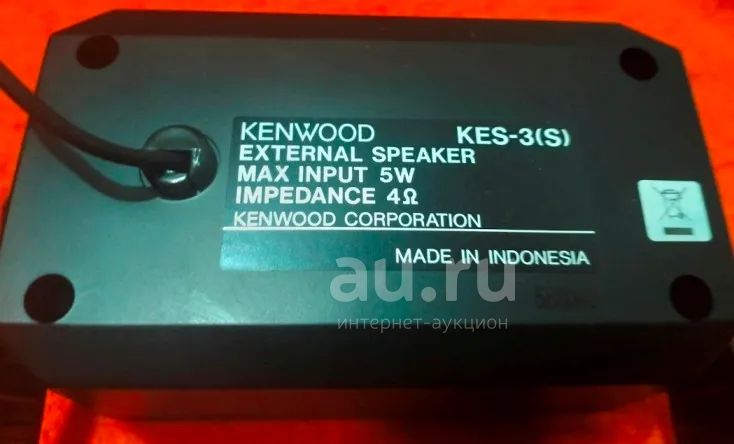 KENWOOD KES-3(S)
EXTERNAL SPEAKER
MAX INPUT 5W
IMPEDANCE 4Ω
KENWOOD CORPORATION
MADE IN INDONESIA
au.ru
интернет-аукцион